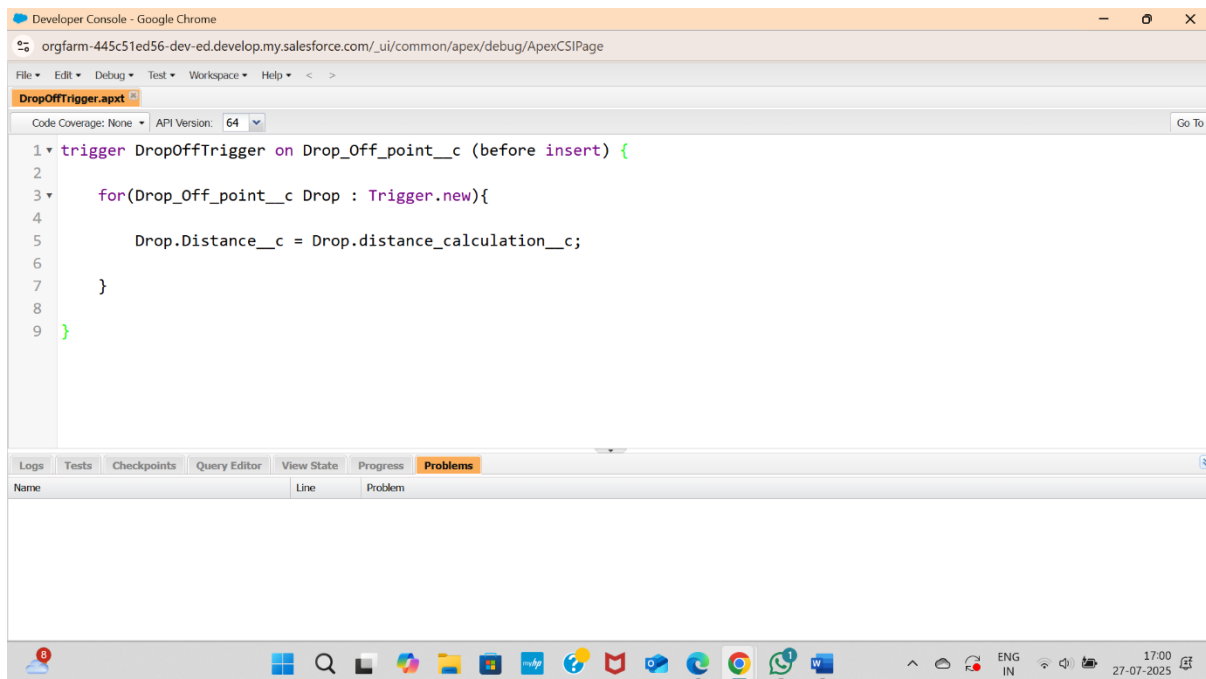 Developer Console - Google Chrome
orgfarm-445c51ed56-dev-ed.develop.my.salesforce.com/_ui/common/apex/debug/ApexCSIPage
File Edit Debug Test Workspace Help < >
DropOffTrigger.apxt
Code Coverage: None API Version: 64 Go To
1 trigger DropOffTrigger on Drop_Off_point__c (before insert) {
2
3 for(Drop_Off_point__c Drop : Trigger.new){
4
5 Drop.Distance__c = Drop.distance_calculation__c;
6
7 }
8
9 }
Logs Tests Checkpoints Query Editor View State Progress Problems
Name Line Problem
8 myhp 1 W ENG 17:00
IN 27-07-2025